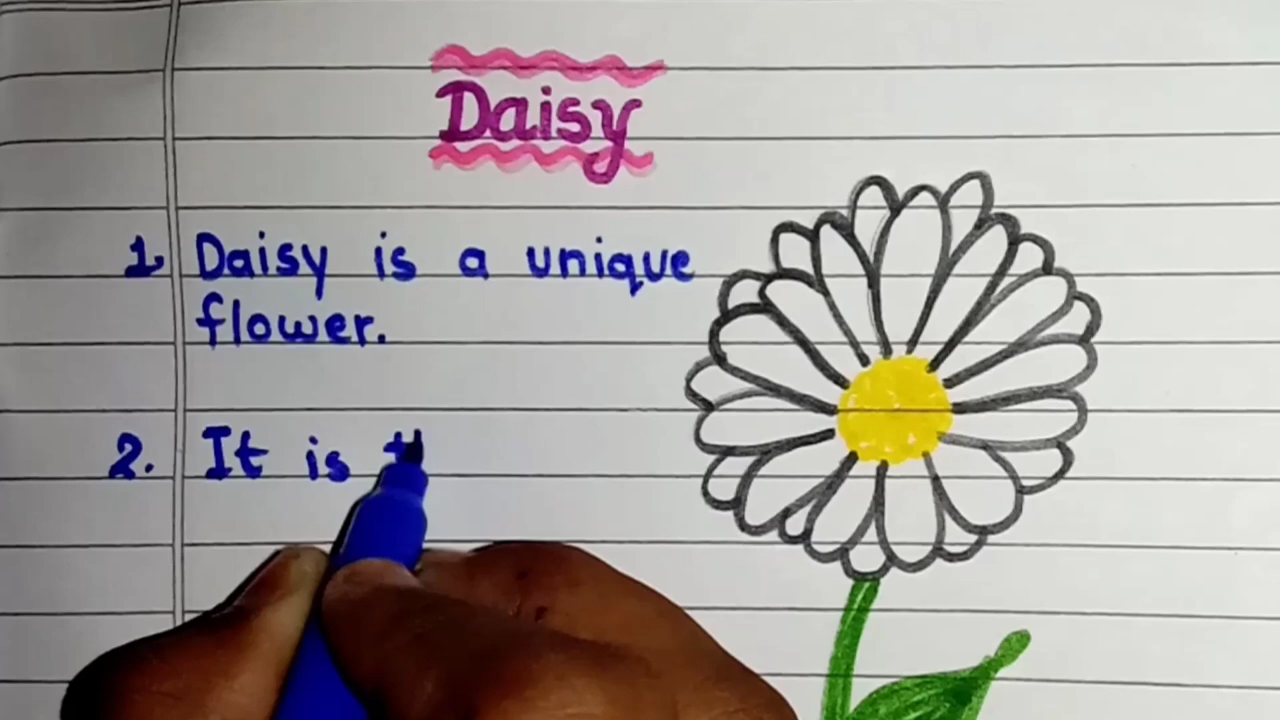 Daisy
1. Daisy is a unique
flower.
2. It is